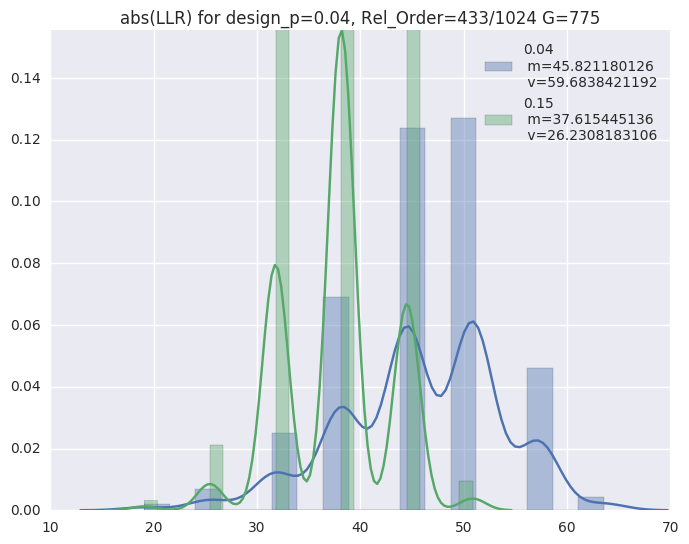 abs(LLR) for design_p=0.04, Rel_Order=433/1024 G=775
0.04
m=45.821180126
v=59.6838421192
0.15
m=37.615445136
v=26.2308183106
0.14
0.12
0.10
0.08
0.06
0.04
0.02
0.00
10 20 30 40 50 60 70